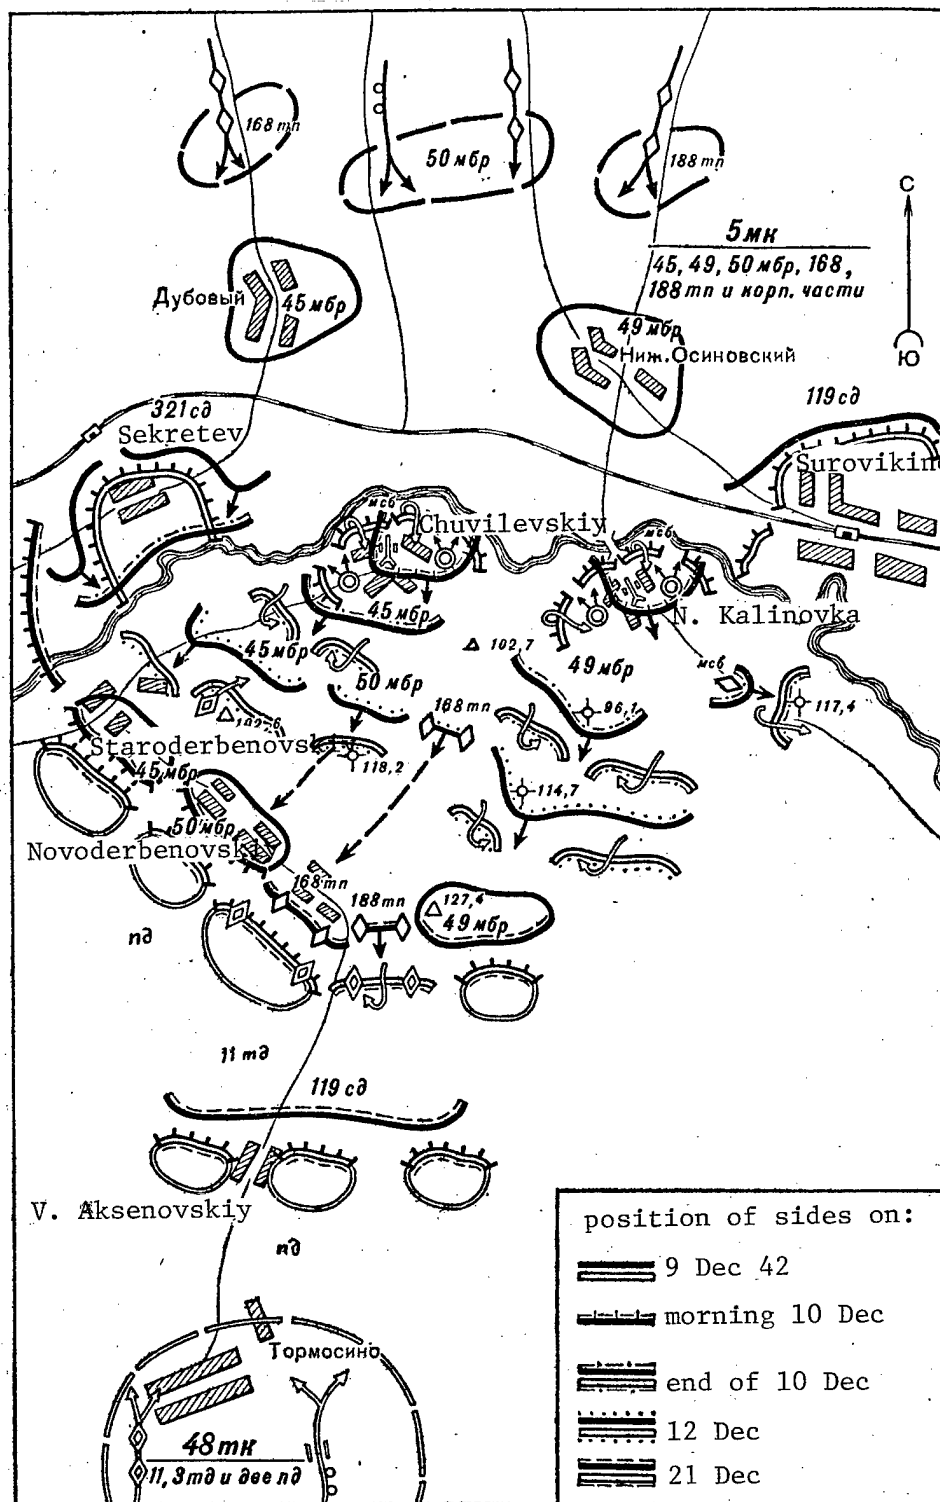 168 тп
50 мбр
188 тп
С
5 мк
45, 49, 50 мбр, 168,
188 тп и корп. части
Дубовый
45 мбр
49 мбр
Ниж. Осиновский
Ю
321 сд
119 сд
Sekretev
Surovikino
мсб
Chuvilevskiy
мсб
45 мбр
N. Kalinovka
102,7
45 мбр
49 мбр
мсб
50 мбр
168 тп
96,1
117,4
Staroderbenovskiy
118,2
45 мбр
114,7
50 мбр
Novoderbenovski
168 тп
188 тп
127,4
49 мбр
пд
11 тд
119 сд
V. Aksenovskiy
пд
position of sides on:
9 Dec 42
morning 10 Dec
end of 10 Dec
12 Dec
21 Dec
Тормосино
48 тк
11, 3 тд и две пд